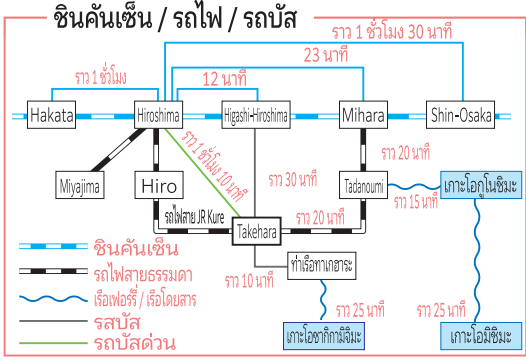 ชินคันเซ็น / รถไฟ / รถบัส
ราว 1 ชั่วโมง 30 นาที
23 นาที
ราว 1 ชั่วโมง
12 นาที
Hakata
Hiroshima
Higashi-Hiroshima
Mihara
Shin-Osaka
ราว 1 ชั่วโมง 10 นาที
ราว 20 นาที
Miyajima
Hiro
ราว 30 นาที
Tadanoumi
เกาะโอกูโนชิมะ
ราว 15 นาที
รถไฟสาย JR Kure
ราว 20 นาที
Takehara
ชินคันเซ็น
รถไฟสายธรรมดา
ราว 10 นาที
ท่าเรือทาเกฮาระ
เรือเฟอร์รี่ / เรือโดยสาร
ราว 25 นาที
ราว 25 นาที
รสบัส
รถบัสด่วน
เกาะโอซากิกามิจิมะ
เกาะโอมิชิมะ